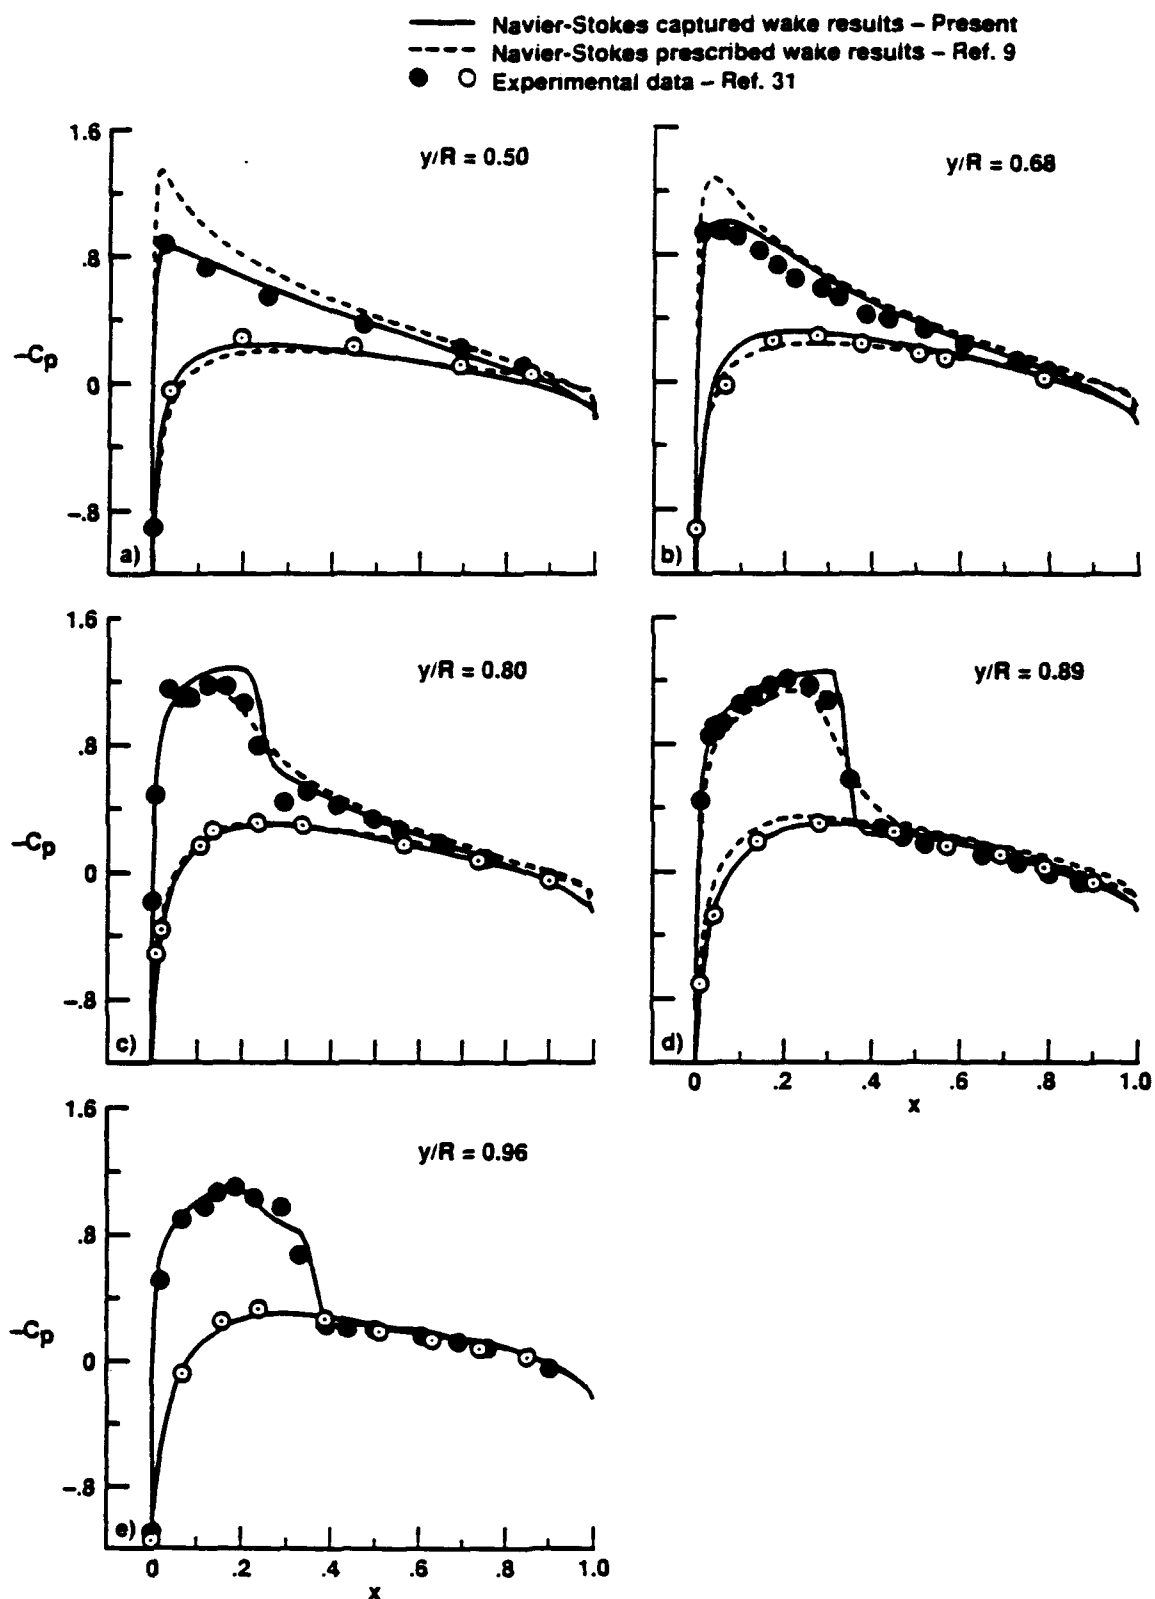 Navier-Stokes captured wake results – Present
Navier-Stokes prescribed wake results – Ref. 9
Experimental data – Ref. 31
1.6
.8
0
-.8
-Cp
y/R = 0.50
a)
y/R = 0.68
b)
1.6
.8
0
-.8
-Cp
y/R = 0.80
c)
y/R = 0.89
d)
0 .2 .4 .6 .8 1.0
x
1.6
.8
0
-.8
-Cp
y/R = 0.96
e)
0 .2 .4 .6 .8 1.0
x